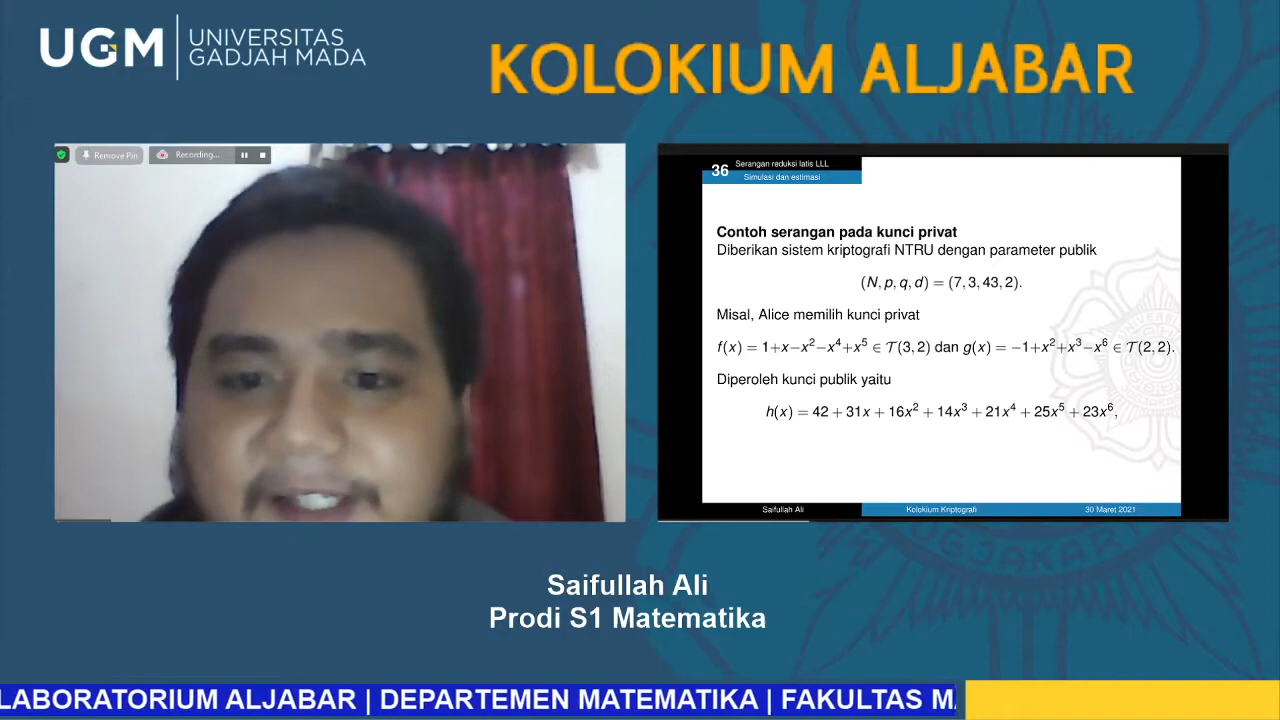 UGM
UNIVERSITAS
GADJAH MADA
KOLOKIUM ALJABAR
Remove Pin
Recording...
36
Serangan reduksi latis LLL
Simulasi dan estimasi
Contoh serangan pada kunci privat
Diberikan sistem kriptografi NTRU dengan parameter publik
(N, p, q, d) = (7, 3, 43, 2).
Misal, Alice memilih kunci privat
f(x) = 1+x−x²−x⁴+x⁵ ∈ 𝒯(3, 2) dan g(x) = −1+x²+x³−x⁶ ∈ 𝒯(2, 2).
Diperoleh kunci publik yaitu
h(x) = 42 + 31x + 16x² + 14x³ + 21x⁴ + 25x⁵ + 23x⁶,
Saifullah Ali
Kolokium Kriptografi
30 Maret 2021
Saifullah Ali
Prodi S1 Matematika
LABORATORIUM ALJABAR | DEPARTEMEN MATEMATIKA | FAKULTAS